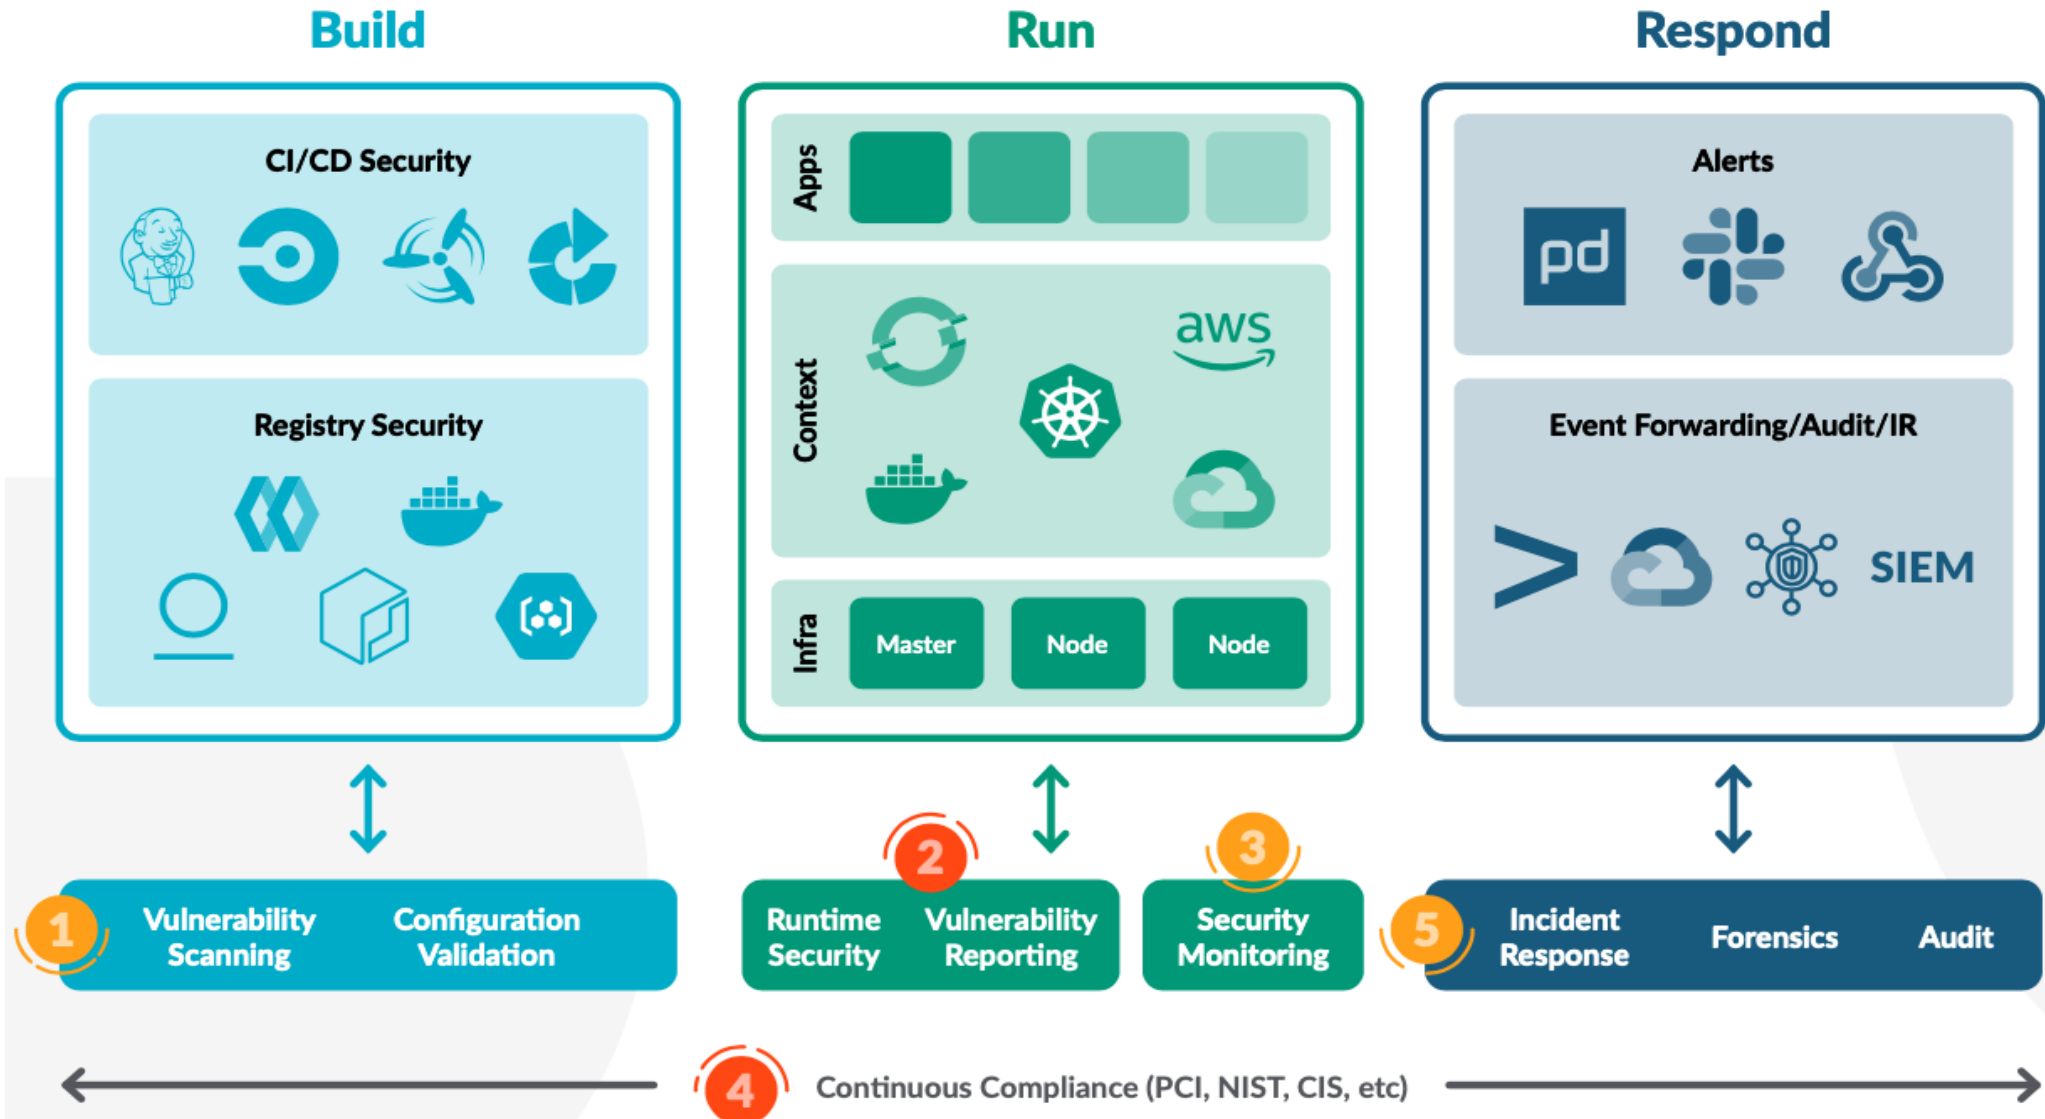 Build
Run
Respond
CI/CD Security
Registry Security
Apps
Context
aws
Infra
Master
Node
Node
Alerts
pd
Event Forwarding/Audit/IR
>
SIEM
1
Vulnerability
Scanning
Configuration
Validation
2
Runtime
Security
Vulnerability
Reporting
3
Security
Monitoring
5
Incident
Response
Forensics
Audit
4
Continuous Compliance (PCI, NIST, CIS, etc)